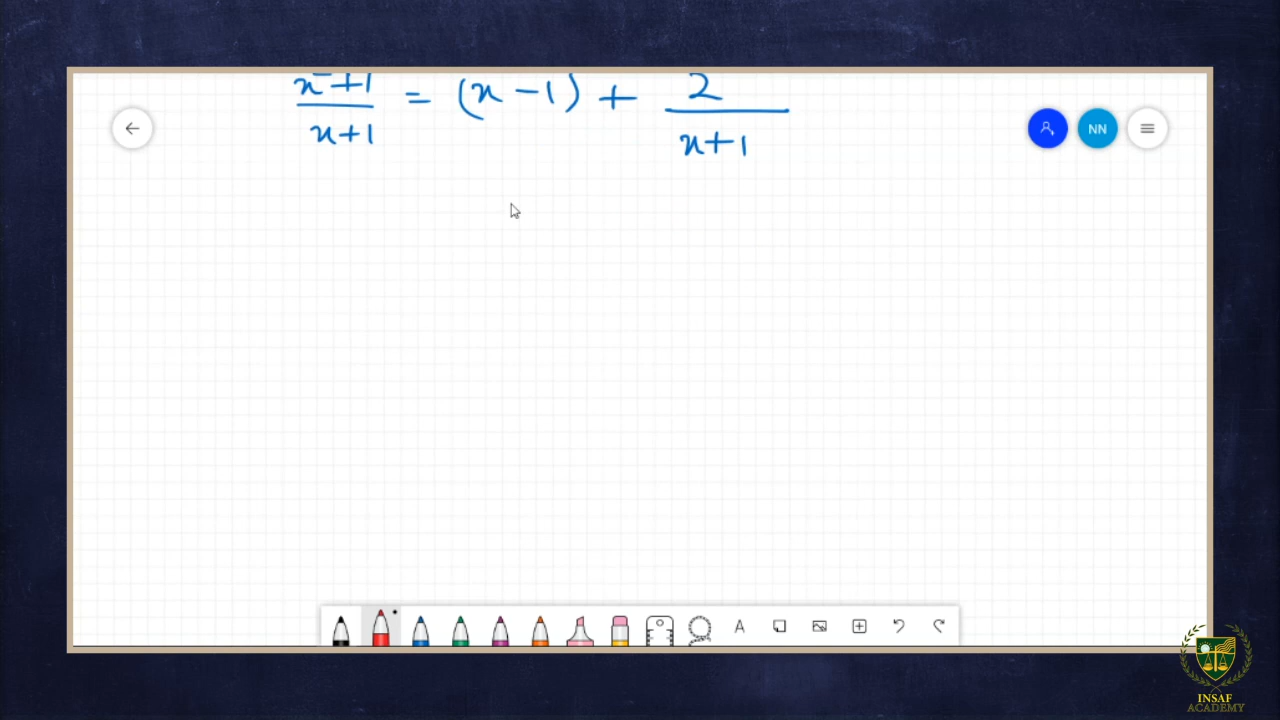 x²+1/x+1 = (x-1) + 2/x+1
NN
A
INSAF
ACADEMY